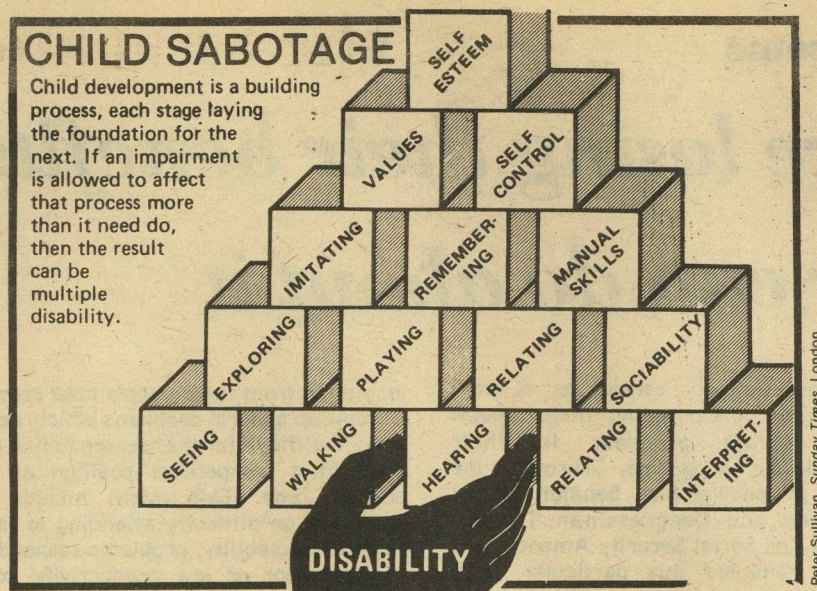 CHILD SABOTAGE
Child development is a building
process, each stage laying
the foundation for the
next. If an impairment
is allowed to affect
that process more
than it need do,
then the result
can be
multiple
disability.
SELF
ESTEEM
VALUES
SELF
CONTROL
IMITATING
REMEMBER-
ING
MANUAL
SKILLS
EXPLORING
PLAYING
RELATING
SOCIABILITY
SEEING
WALKING
HEARING
RELATING
INTERPRET-
ING
DISABILITY
Peter Sullivan, Sunday Times, London